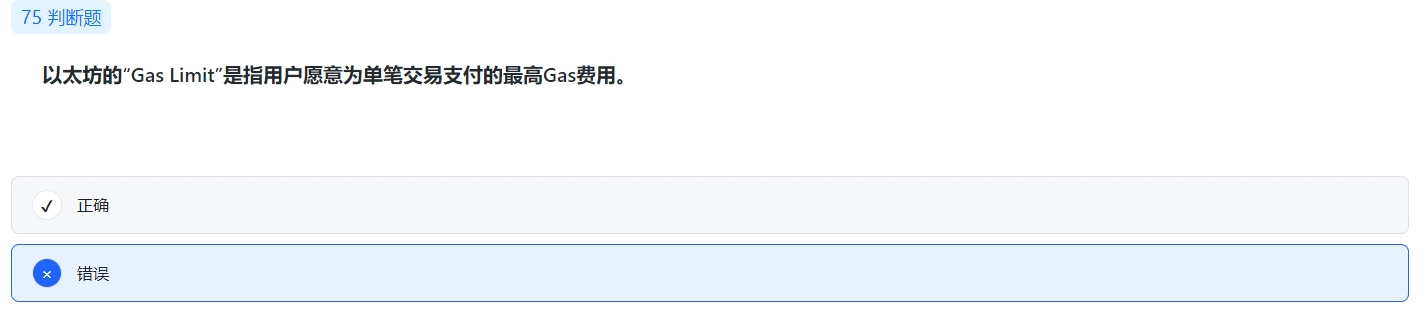 75 判断题
以太坊的“Gas Limit”是指用户愿意为单笔交易支付的最高Gas费用。
✓ 正确
× 错误